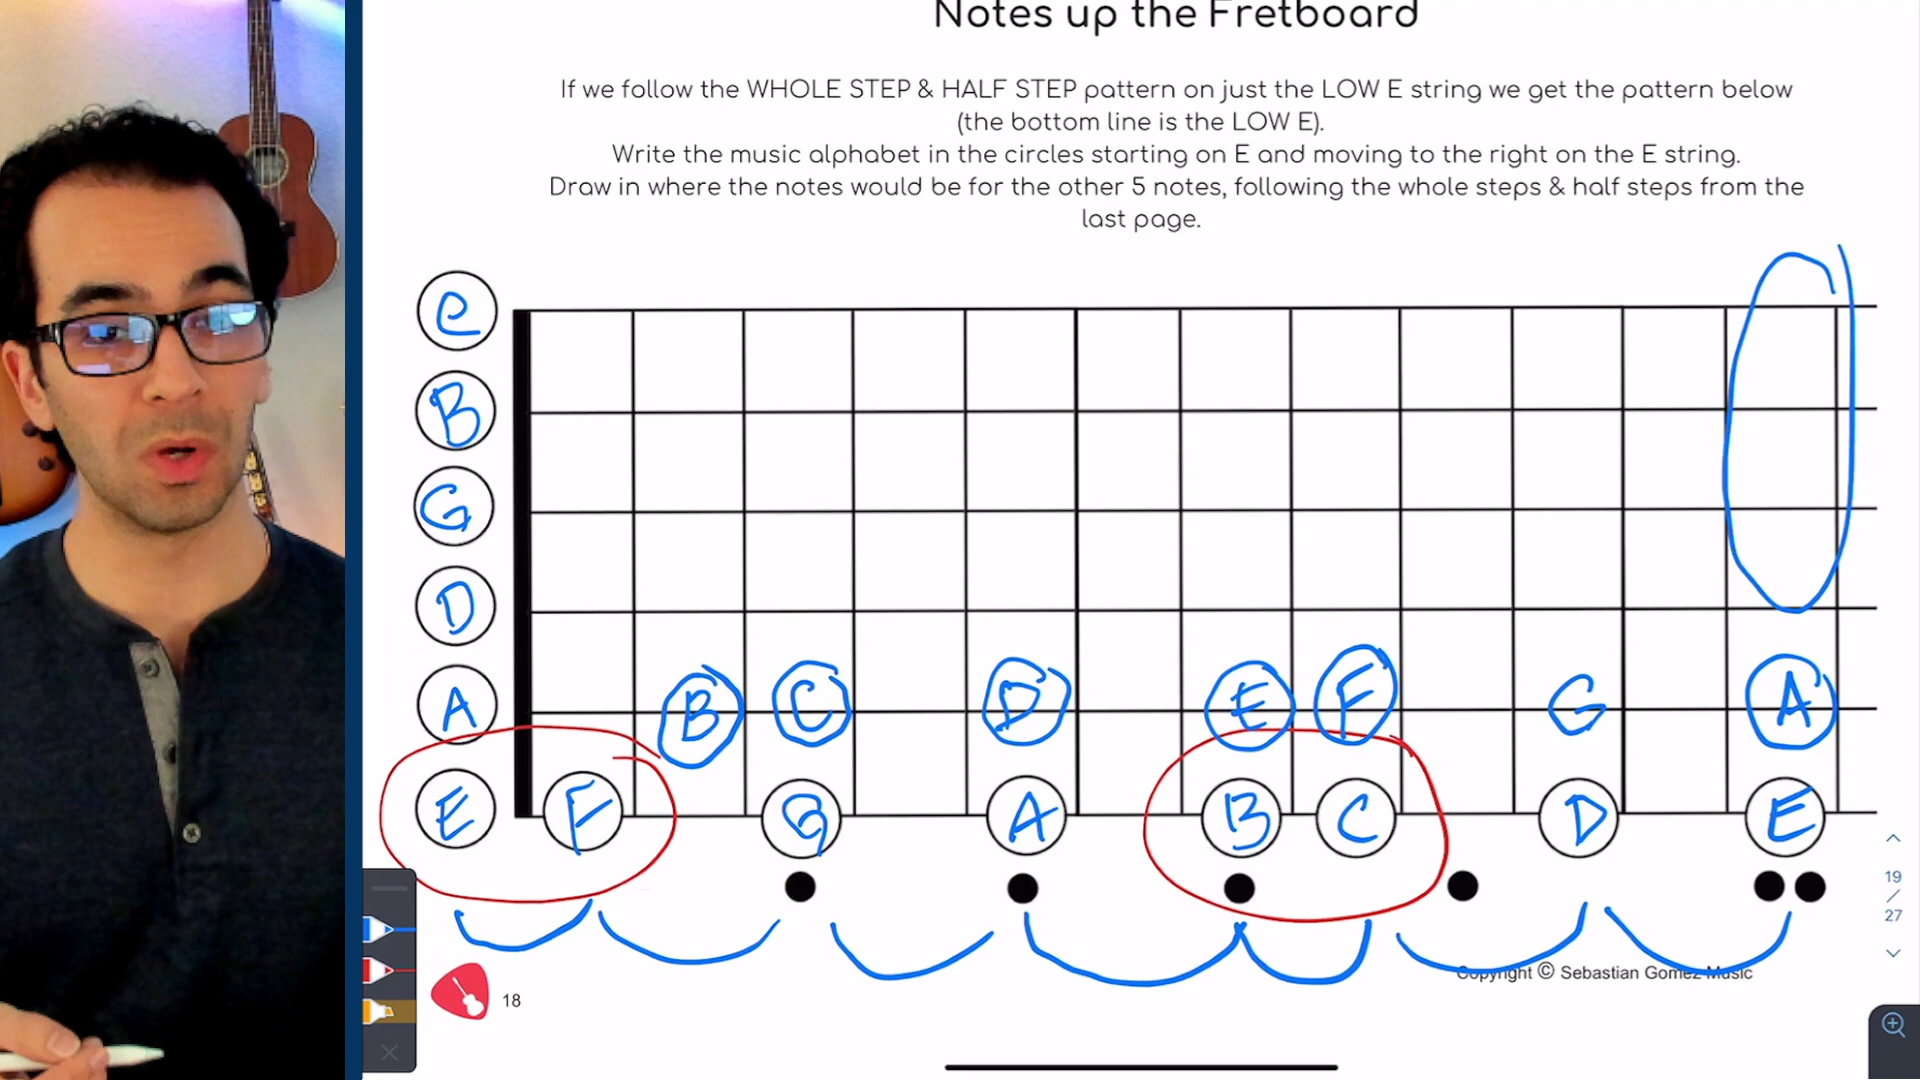 Notes up the Fretboard
If we follow the WHOLE STEP & HALF STEP pattern on just the LOW E string we get the pattern below
(the bottom line is the LOW E).
Write the music alphabet in the circles starting on E and moving to the right on the E string.
Draw in where the notes would be for the other 5 notes, following the whole steps & half steps from the
last page.
e
B
G
D
A B C D E F G A
E F G A B C D E
19
/
27
Copyright © Sebastian Gomez Music
18